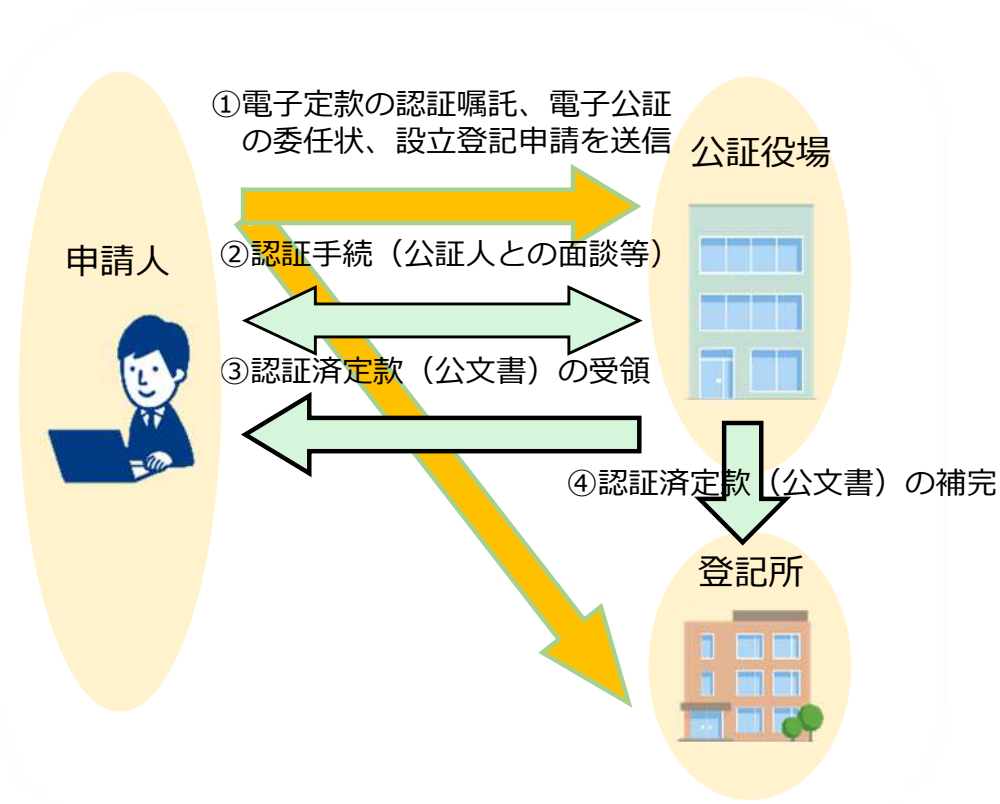 ①電子定款の認証嘱託、電子公証
の委任状、設立登記申請を送信
公証役場
申請人
②認証手続（公証人との面談等）
③認証済定款（公文書）の受領
④認証済定款（公文書）の補完
登記所